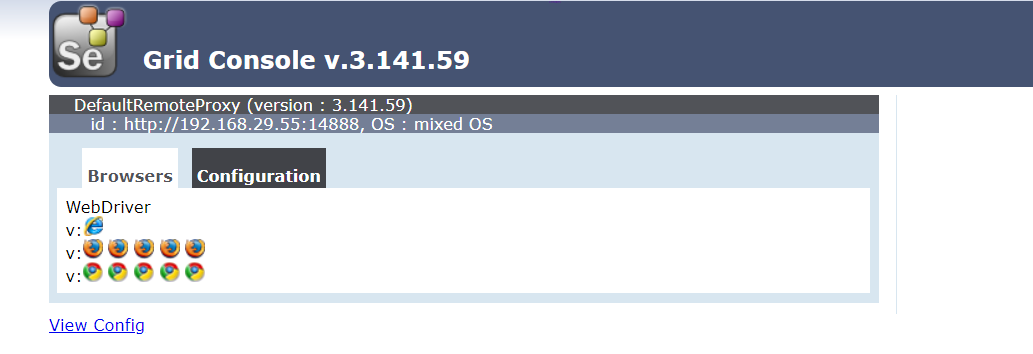 Se
Grid Console v.3.141.59
DefaultRemoteProxy (version : 3.141.59)
id : http://192.168.29.55:14888, OS : mixed OS
Browsers Configuration
WebDriver
v:
v:
v:
View Config